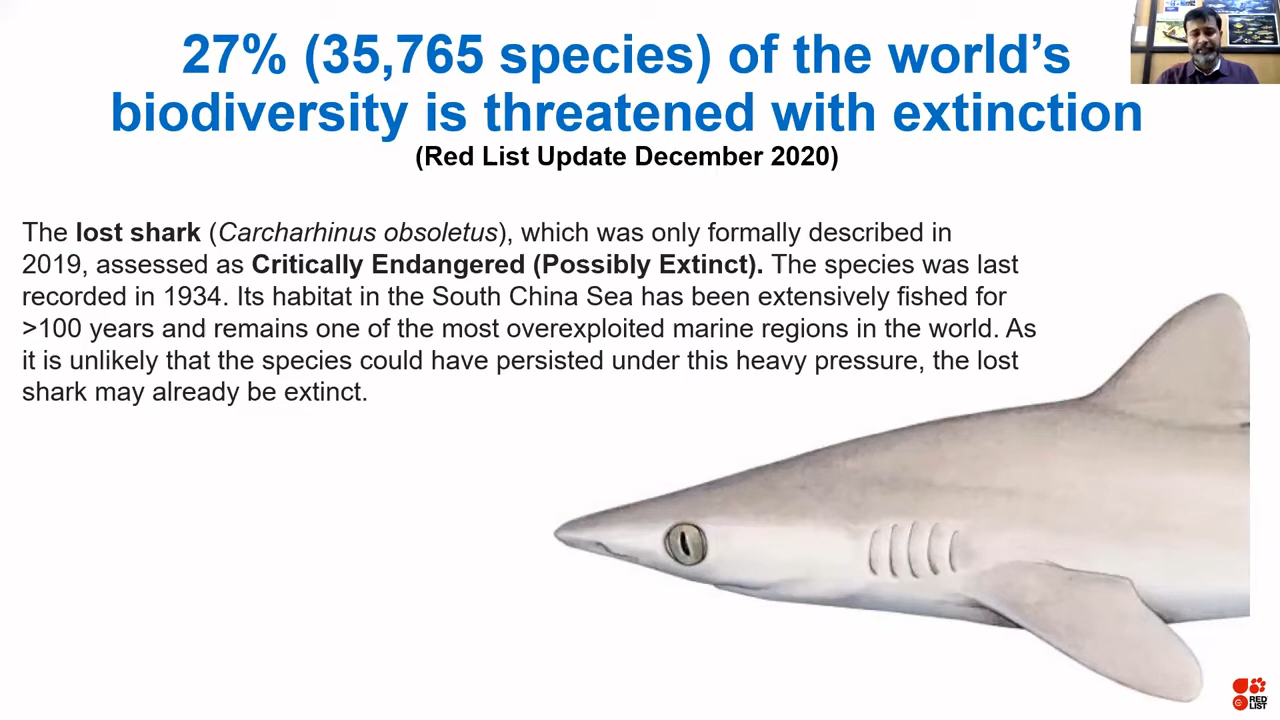 27% (35,765 species) of the world’s
biodiversity is threatened with extinction
(Red List Update December 2020)
The lost shark (Carcharhinus obsoletus), which was only formally described in
2019, assessed as Critically Endangered (Possibly Extinct). The species was last
recorded in 1934. Its habitat in the South China Sea has been extensively fished for
>100 years and remains one of the most overexploited marine regions in the world. As
it is unlikely that the species could have persisted under this heavy pressure, the lost
shark may already be extinct.
RED
LIST